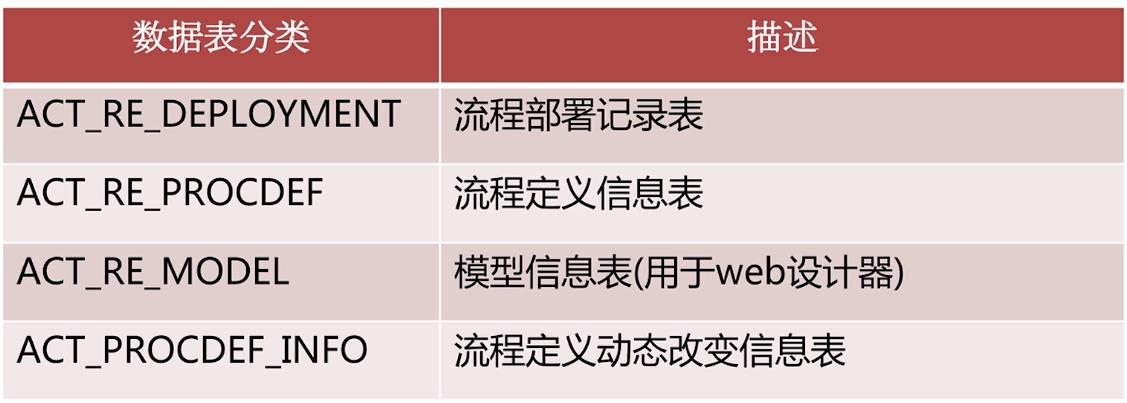 数据表分类 描述
ACT_RE_DEPLOYMENT 流程部署记录表
ACT_RE_PROCDEF 流程定义信息表
ACT_RE_MODEL 模型信息表(用于web设计器)
ACT_PROCDEF_INFO 流程定义动态改变信息表